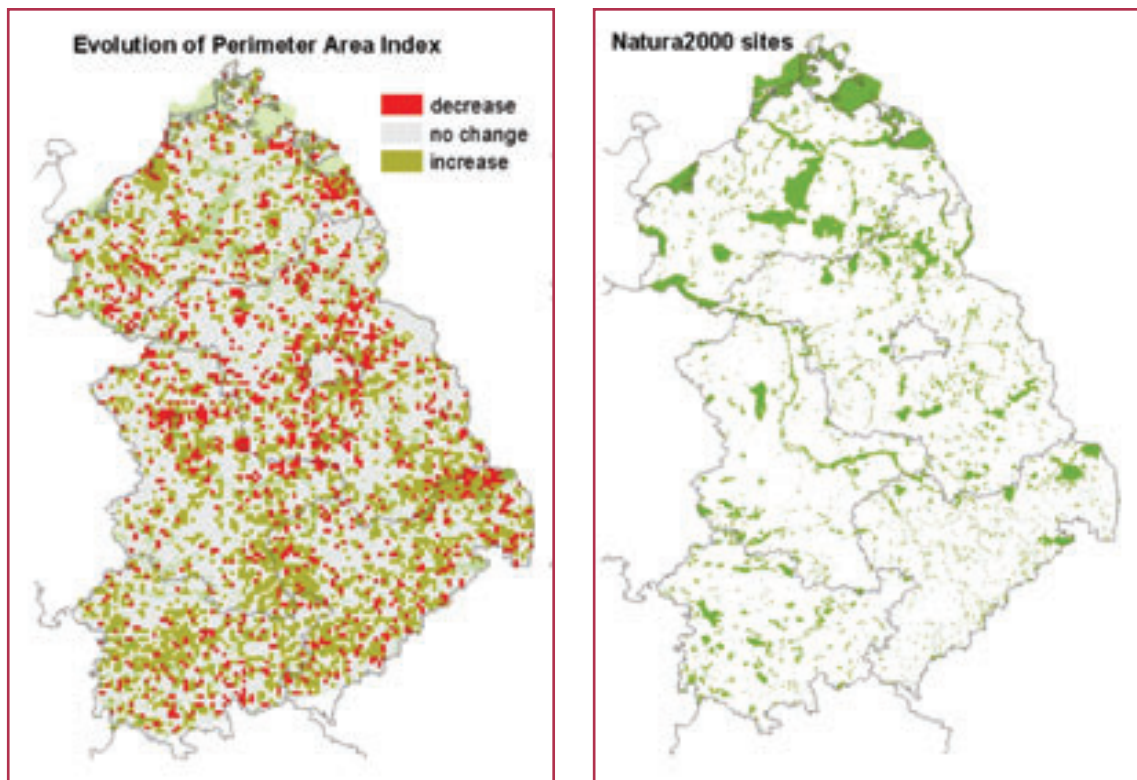 Evolution of Perimeter Area Index
decrease
no change
increase
Natura2000 sites